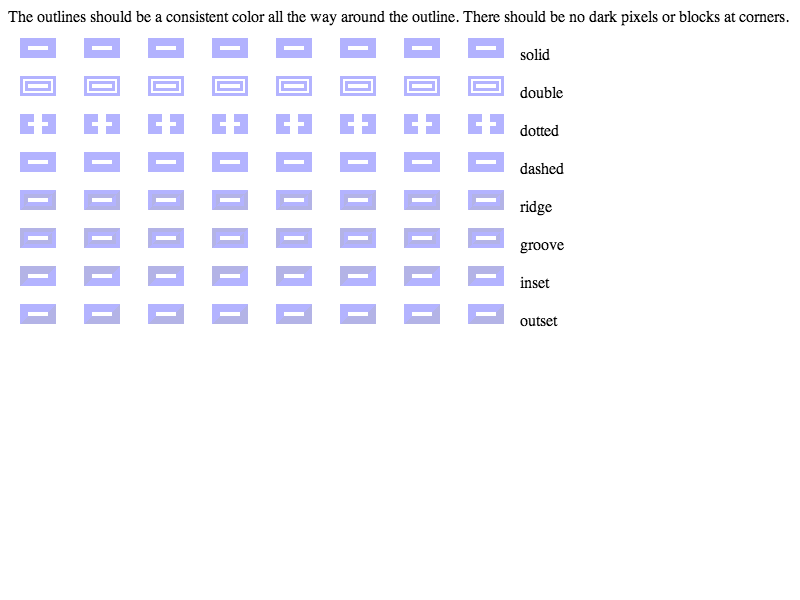 The outlines should be a consistent color all the way around the outline. There should be no dark pixels or blocks at corners.
solid
double
dotted
dashed
ridge
groove
inset
outset